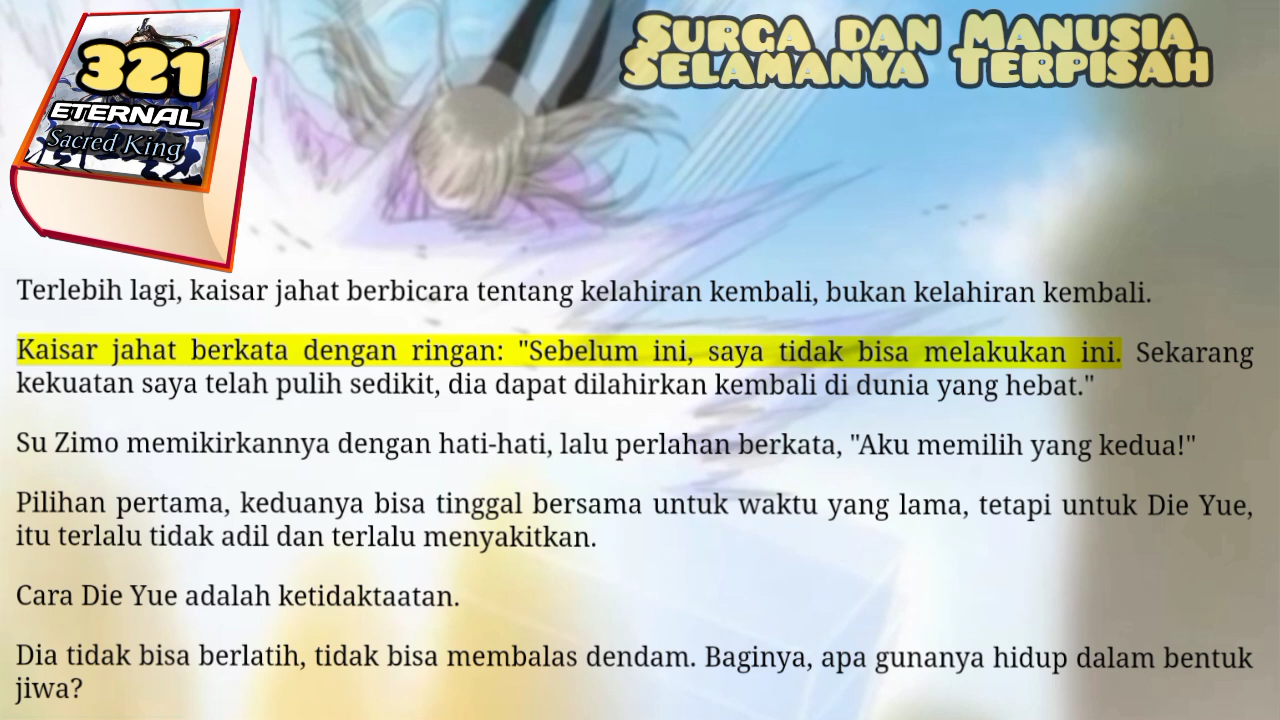 321
ETERNAL
Sacred King
SURGA DAN MANUSIA
SELAMANYA TERPISAH
Terlebih lagi, kaisar jahat berbicara tentang kelahiran kembali, bukan kelahiran kembali.
Kaisar jahat berkata dengan ringan: "Sebelum ini, saya tidak bisa melakukan ini. Sekarang
kekuatan saya telah pulih sedikit, dia dapat dilahirkan kembali di dunia yang hebat."
Su Zimo memikirkannya dengan hati-hati, lalu perlahan berkata, "Aku memilih yang kedua!"
Pilihan pertama, keduanya bisa tinggal bersama untuk waktu yang lama, tetapi untuk Die Yue,
itu terlalu tidak adil dan terlalu menyakitkan.
Cara Die Yue adalah ketidaktaatan.
Dia tidak bisa berlatih, tidak bisa membalas dendam. Baginya, apa gunanya hidup dalam bentuk
jiwa?